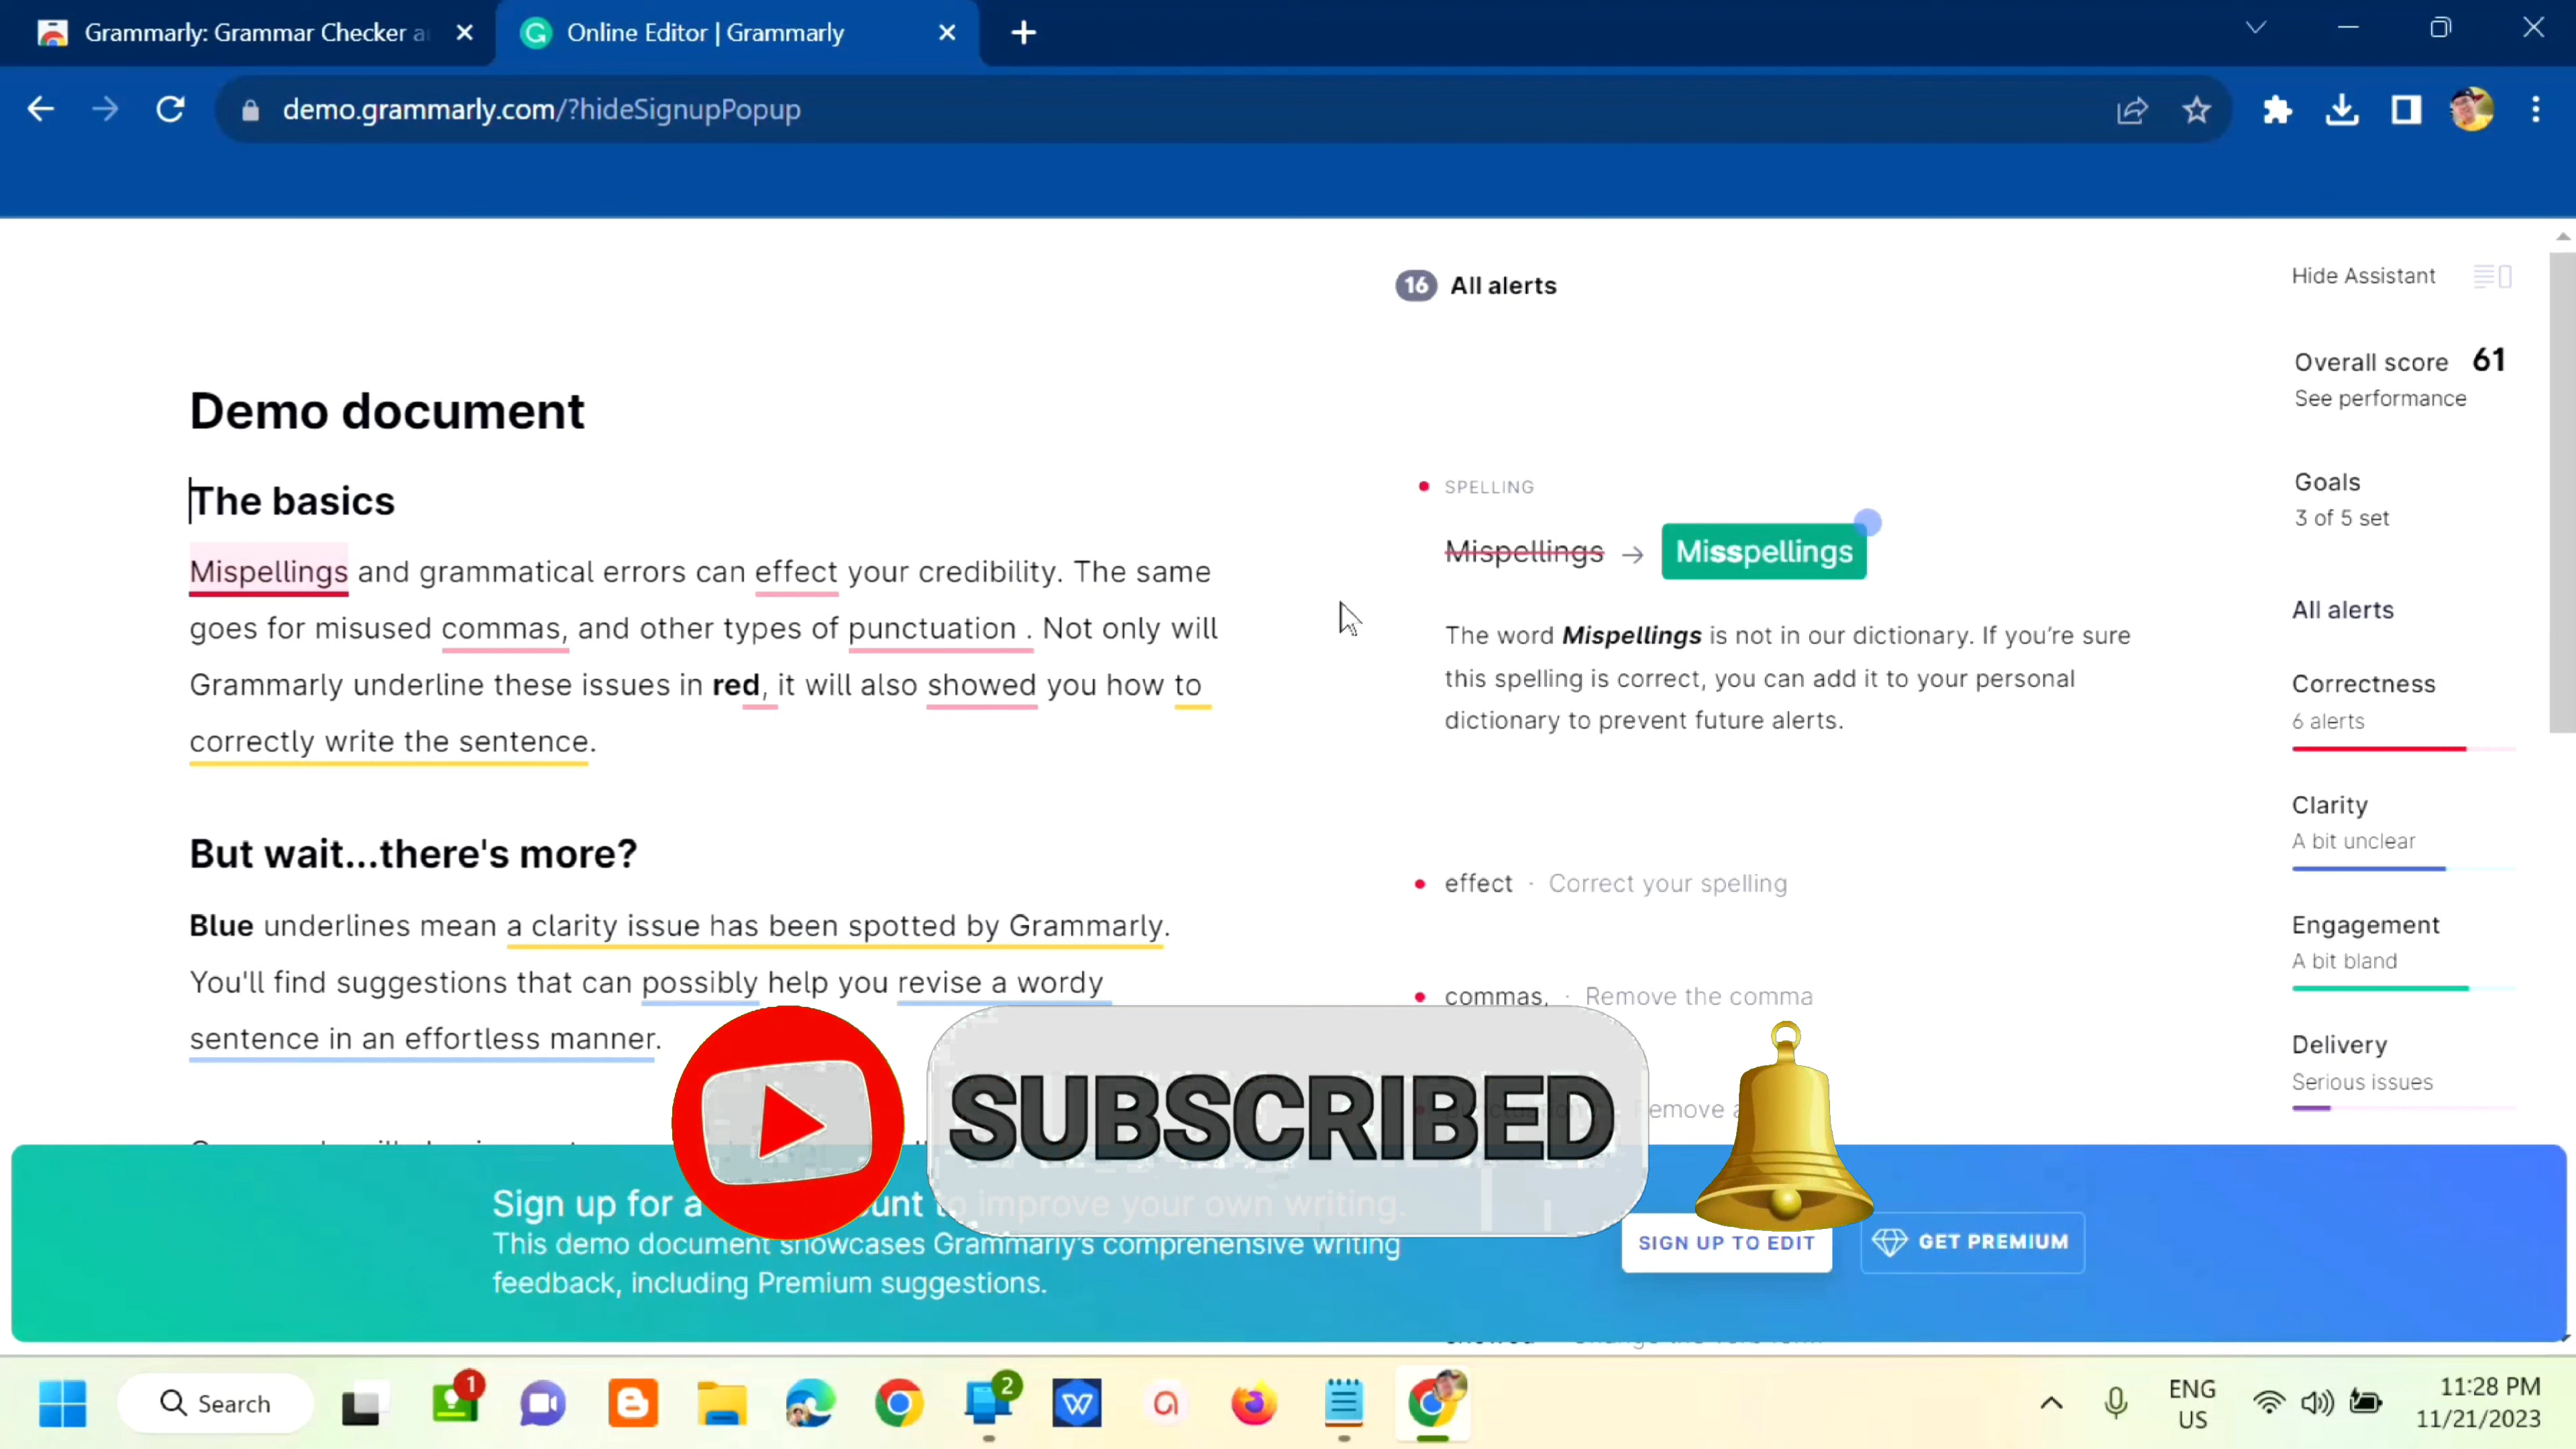 Grammarly: Grammar Checker a
Online Editor | Grammarly
demo.grammarly.com/?hideSignupPopup
16 All alerts
Hide Assistant
Overall score 61
See performance
Demo document
The basics
Mispellings and grammatical errors can effect your credibility. The same
goes for misused commas, and other types of punctuation . Not only will
Grammarly underline these issues in red, it will also showed you how to
correctly write the sentence.
But wait...there's more?
Blue underlines mean a clarity issue has been spotted by Grammarly.
You'll find suggestions that can possibly help you revise a wordy
sentence in an effortless manner.
SPELLING
Mispellings → Misspellings
The word Mispellings is not in our dictionary. If you're sure
this spelling is correct, you can add it to your personal
dictionary to prevent future alerts.
effect · Correct your spelling
commas, · Remove the comma
Goals
3 of 5 set
All alerts
Correctness
6 alerts
Clarity
A bit unclear
Engagement
A bit bland
Delivery
Serious issues
SUBSCRIBED
Sign up for a to improve your own writing.
This demo document showcases Grammarly's comprehensive writing
feedback, including Premium suggestions.
SIGN UP TO EDIT
GET PREMIUM
Search
1
2
ENG
US
11:28 PM
11/21/2023